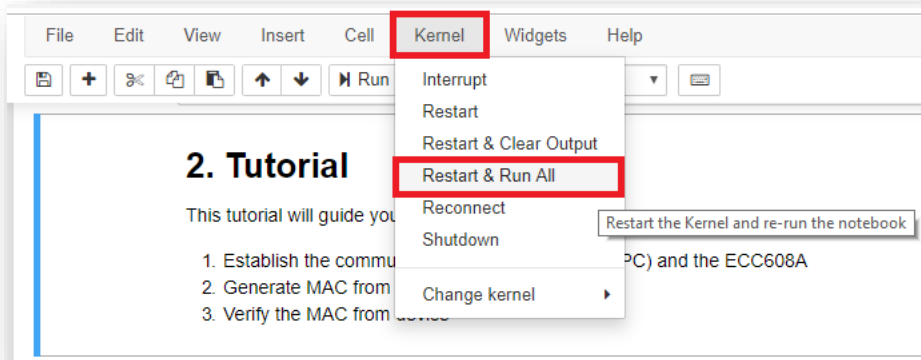 File Edit View Insert Cell Kernel Widgets Help
Run
Interrupt
Restart
Restart & Clear Output
Restart & Run All
Reconnect
Shutdown
Change kernel
Restart the Kernel and re-run the notebook
2. Tutorial
This tutorial will guide you
1. Establish the commu PC) and the ECC608A
2. Generate MAC from
3. Verify the MAC from device